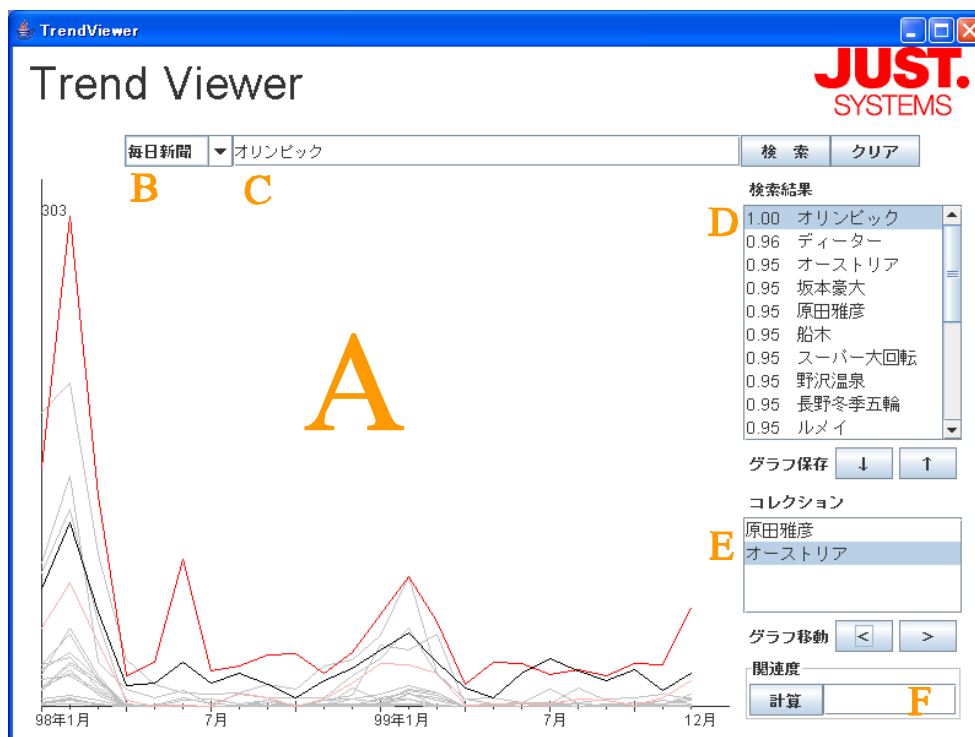 TrendViewer
Trend Viewer
JUST.
SYSTEMS
毎日新聞 オリンピック 検 索 クリア
B C
検索結果
303
D
1.00 オリンピック
0.96 ディーター
0.95 オーストリア
0.95 坂本豪大
0.95 原田雅彦
0.95 船木
0.95 スーパー大回転
0.95 野沢温泉
0.95 長野冬季五輪
0.95 ルメイ
A
グラフ保存 ↓ ↑
コレクション
原田雅彦
E オーストリア
グラフ移動 < >
関連度
計算 F
98年1月 7月 99年1月 7月 12月